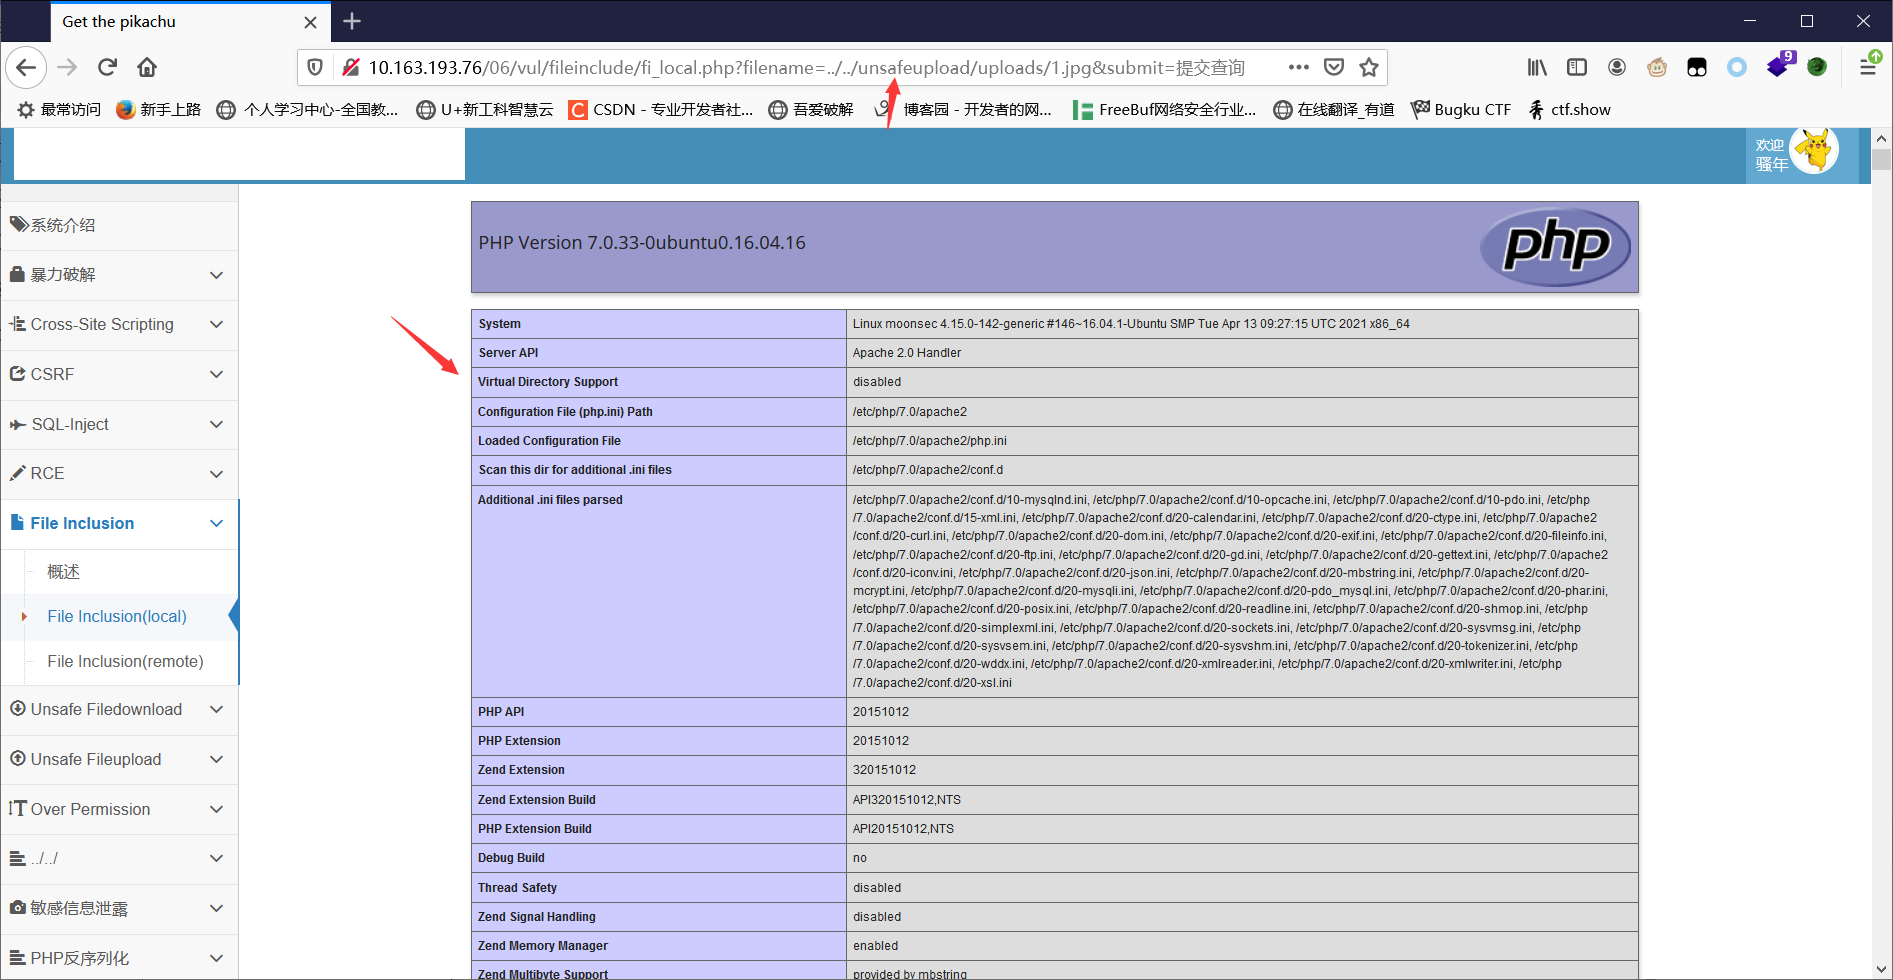 Get the pikachu
10.163.193.76/06/vul/fileinclude/fi_local.php?filename=../../unsafeupload/uploads/1.jpg&submit=提交查询
9
最常访问 新手上路 个人学习中心-全国教... U+新工科智慧云 CSDN - 专业开发者社... 吾爱破解 博客园 - 开发者的网... FreeBuf网络安全行业... 在线翻译_有道 Bugku CTF ctf.show
欢迎
骚年
系统介绍
暴力破解
Cross-Site Scripting
CSRF
SQL-Inject
RCE
File Inclusion
概述
File Inclusion(local)
File Inclusion(remote)
Unsafe Filedownload
Unsafe Fileupload
Over Permission
../../
敏感信息泄露
PHP反序列化
PHP Version 7.0.33-0ubuntu0.16.04.16
php
System Linux moonsec 4.15.0-142-generic #146~16.04.1-Ubuntu SMP Tue Apr 13 09:27:15 UTC 2021 x86_64
Server API Apache 2.0 Handler
Virtual Directory Support disabled
Configuration File (php.ini) Path /etc/php/7.0/apache2
Loaded Configuration File /etc/php/7.0/apache2/php.ini
Scan this dir for additional .ini files /etc/php/7.0/apache2/conf.d
Additional .ini files parsed /etc/php/7.0/apache2/conf.d/10-mysqlnd.ini, /etc/php/7.0/apache2/conf.d/10-opcache.ini, /etc/php/7.0/apache2/conf.d/10-pdo.ini, /etc/php
/7.0/apache2/conf.d/15-xml.ini, /etc/php/7.0/apache2/conf.d/20-calendar.ini, /etc/php/7.0/apache2/conf.d/20-ctype.ini, /etc/php/7.0/apache2
/conf.d/20-curl.ini, /etc/php/7.0/apache2/conf.d/20-dom.ini, /etc/php/7.0/apache2/conf.d/20-exif.ini, /etc/php/7.0/apache2/conf.d/20-fileinfo.ini,
/etc/php/7.0/apache2/conf.d/20-ftp.ini, /etc/php/7.0/apache2/conf.d/20-gd.ini, /etc/php/7.0/apache2/conf.d/20-gettext.ini, /etc/php/7.0/apache2
/conf.d/20-iconv.ini, /etc/php/7.0/apache2/conf.d/20-json.ini, /etc/php/7.0/apache2/conf.d/20-mbstring.ini, /etc/php/7.0/apache2/conf.d/20-
mcrypt.ini, /etc/php/7.0/apache2/conf.d/20-mysqli.ini, /etc/php/7.0/apache2/conf.d/20-pdo_mysql.ini, /etc/php/7.0/apache2/conf.d/20-phar.ini,
/etc/php/7.0/apache2/conf.d/20-posix.ini, /etc/php/7.0/apache2/conf.d/20-readline.ini, /etc/php/7.0/apache2/conf.d/20-shmop.ini, /etc/php
/7.0/apache2/conf.d/20-simplexml.ini, /etc/php/7.0/apache2/conf.d/20-sockets.ini, /etc/php/7.0/apache2/conf.d/20-sysvmsg.ini, /etc/php
/7.0/apache2/conf.d/20-sysvsem.ini, /etc/php/7.0/apache2/conf.d/20-sysvshm.ini, /etc/php/7.0/apache2/conf.d/20-tokenizer.ini, /etc/php
/7.0/apache2/conf.d/20-wddx.ini, /etc/php/7.0/apache2/conf.d/20-xmlreader.ini, /etc/php/7.0/apache2/conf.d/20-xmlwriter.ini, /etc/php
/7.0/apache2/conf.d/20-xsl.ini
PHP API 20151012
PHP Extension 20151012
Zend Extension 320151012
Zend Extension Build API320151012,NTS
PHP Extension Build API20151012,NTS
Debug Build no
Thread Safety disabled
Zend Signal Handling disabled
Zend Memory Manager enabled
Zend Multibyte Support provided by mbstring